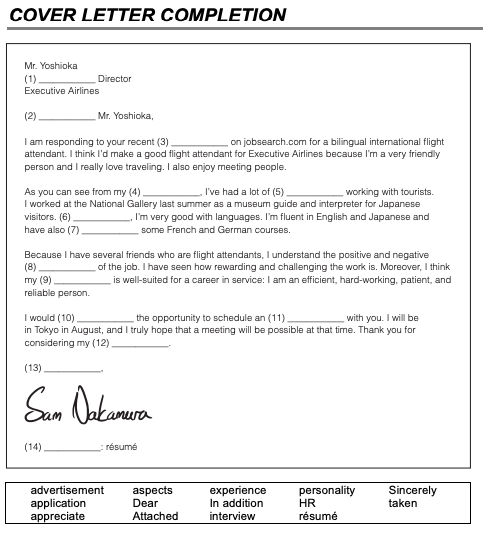 COVER LETTER COMPLETION
Mr. Yoshioka
(1) ___________ Director
Executive Airlines
(2) ___________ Mr. Yoshioka,
I am responding to your recent (3) ___________ on jobsearch.com for a bilingual international flight
attendant. I think I'd make a good flight attendant for Executive Airlines because I'm a very friendly
person and I really love traveling. I also enjoy meeting people.
As you can see from my (4) ___________, I've had a lot of (5) ___________ working with tourists.
I worked at the National Gallery last summer as a museum guide and interpreter for Japanese
visitors. (6) ___________, I'm very good with languages. I'm fluent in English and Japanese and
have also (7) ___________ some French and German courses.
Because I have several friends who are flight attendants, I understand the positive and negative
(8) ___________ of the job. I have seen how rewarding and challenging the work is. Moreover, I think
my (9) ___________ is well-suited for a career in service: I am an efficient, hard-working, patient, and
reliable person.
I would (10) ___________ the opportunity to schedule an (11) ___________ with you. I will be
in Tokyo in August, and I truly hope that a meeting will be possible at that time. Thank you for
considering my (12) ___________.
(13) ___________,
Sam Nakamura
(14) ___________: résumé
advertisement aspects experience personality Sincerely
application Dear In addition HR taken
appreciate Attached interview résumé